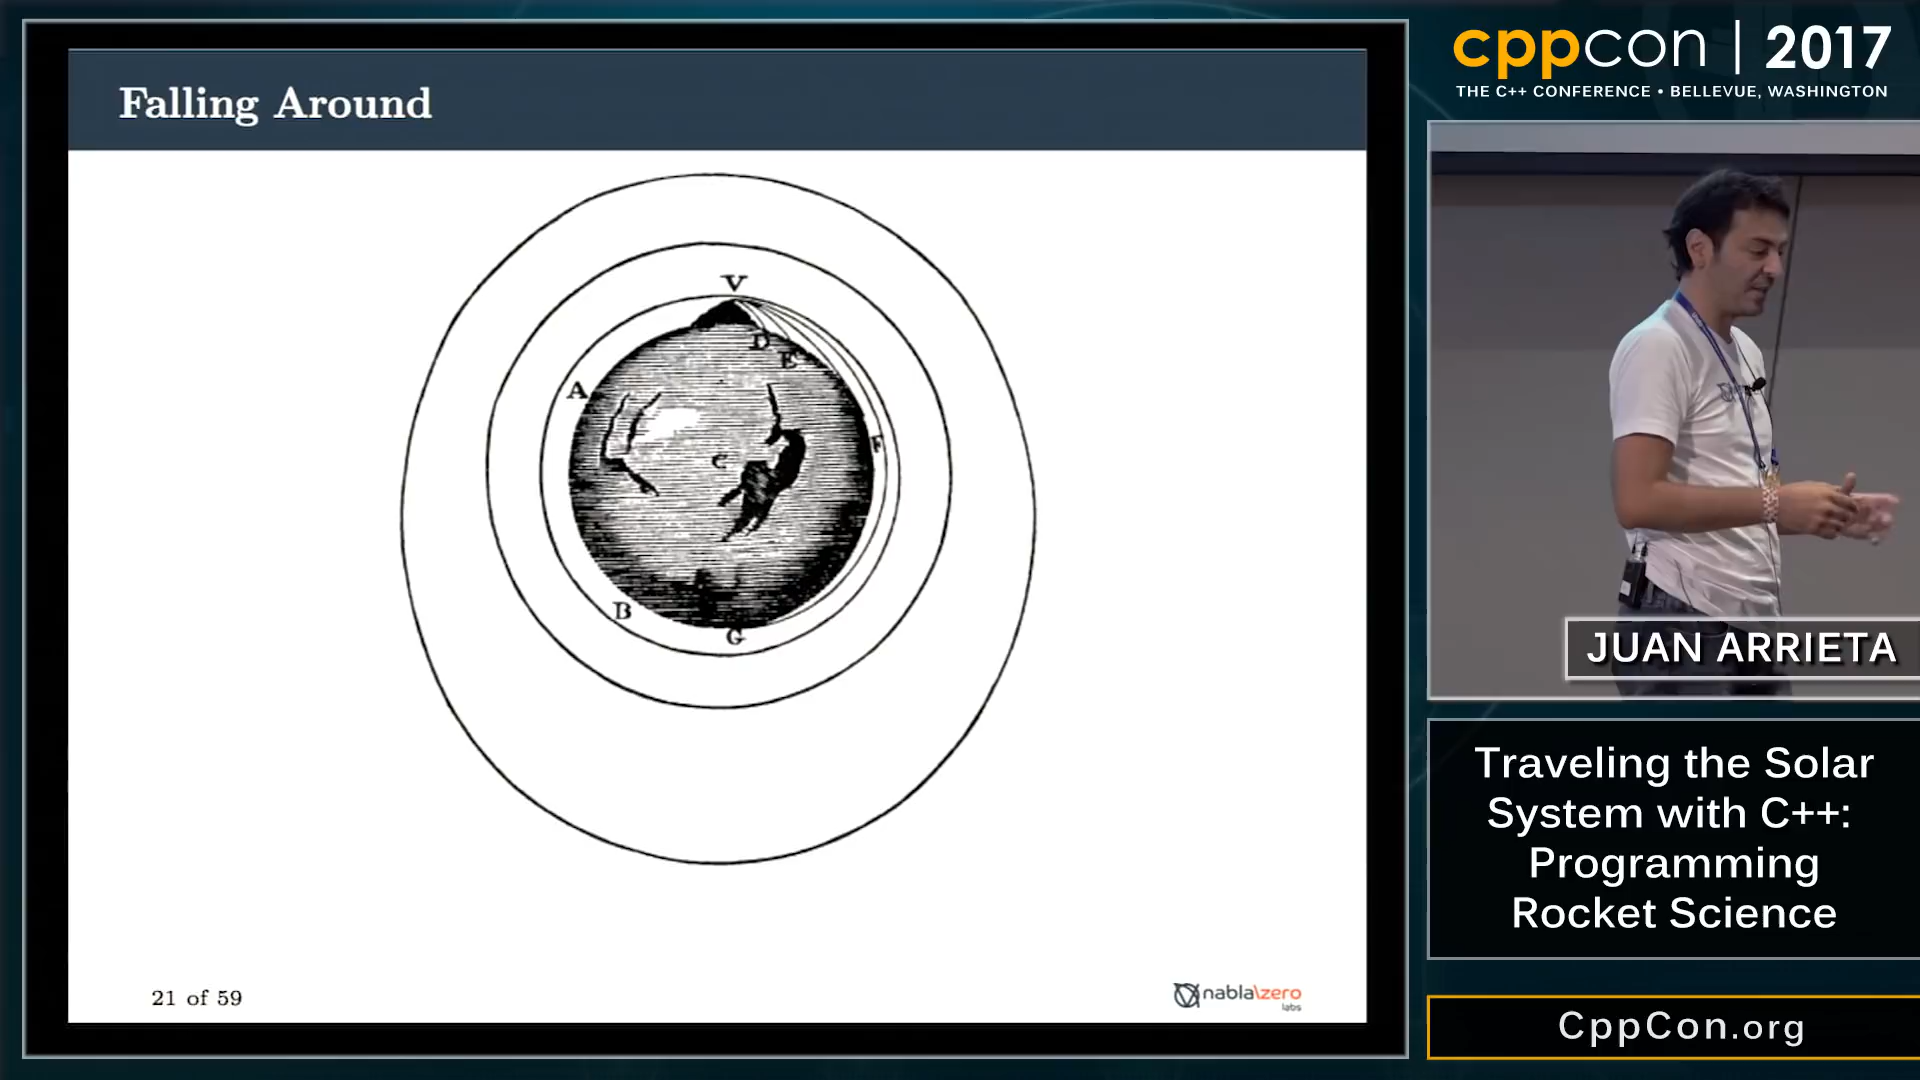 Falling Around
V
D
E
A
F
C
B
G
21 of 59
nabla\zero
labs
cppcon | 2017
THE C++ CONFERENCE • BELLEVUE, WASHINGTON
JUAN ARRIETA
Traveling the Solar
System with C++:
Programming
Rocket Science
CppCon.org